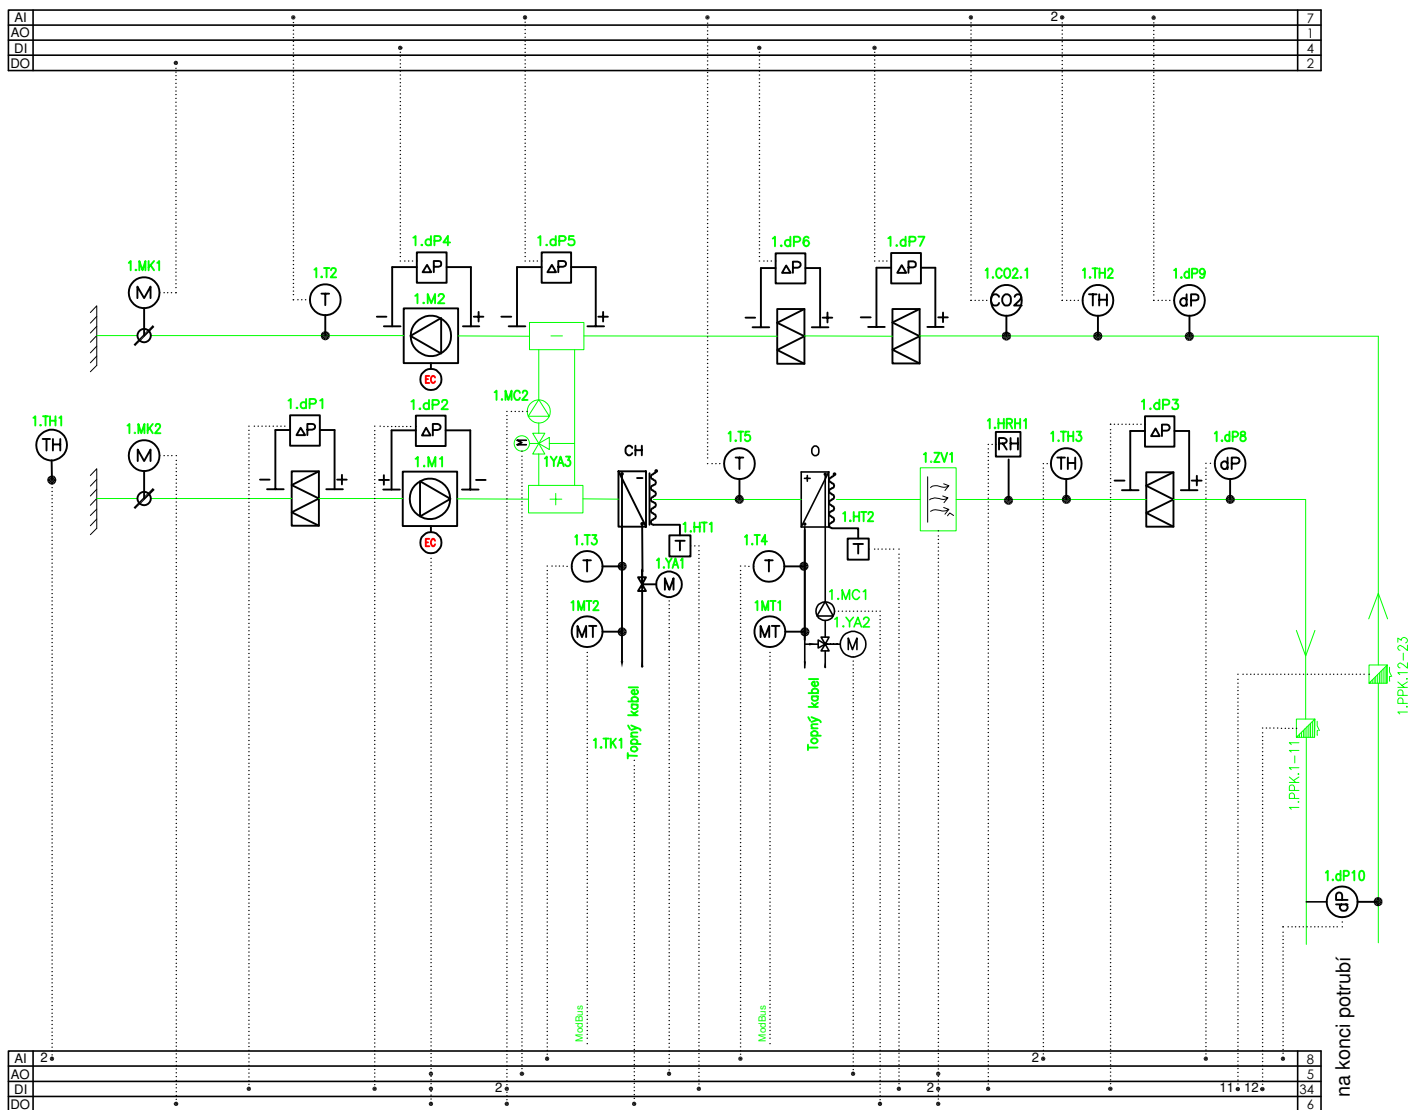 AI 2 7
AO 1
DI 4
DO 2
1.dP4 1.dP5 1.dP6 1.dP7
ΔP ΔP ΔP ΔP
1.MK1 1.T2 1.CO2.1 1.TH2 1.dP9
M T CO2 TH dP
1.M2
− + − + − + − +
−
EC
1.MC2
1.dP1 1.dP2 1.dP3
ΔP ΔP ΔP
1.TH1 1.MK2 1.HRH1 1.TH3 1.dP8
TH M RH TH dP
M 1YA3
CH 1.T5 O 1.ZV1
T
1.M1
− + + − − +
+ − +
EC
1.HT1 1.HT2
T T
1.T3 1.YA1 1.T4
T M T
1MT2 1MT1 1.MC1
MT MT
1.YA2
M
1.TK1
Topný kabel
Topný kabel
1.PPK.12-23
1.PPK.1-11
1.dP10
dP
na konci potrubí
ModBus
ModBus
AI 2 2 8
AO 5
DI 2 2 11 12 34
DO 6